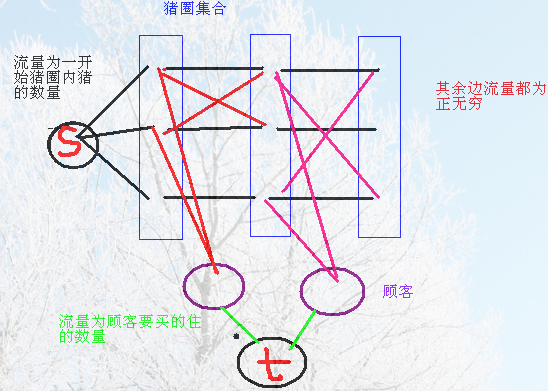 猪圈集合
流量为一开
始猪圈内猪
的数量
其余边流量都为
正无穷
S
顾客
流量为顾客要买的住
的数量
t